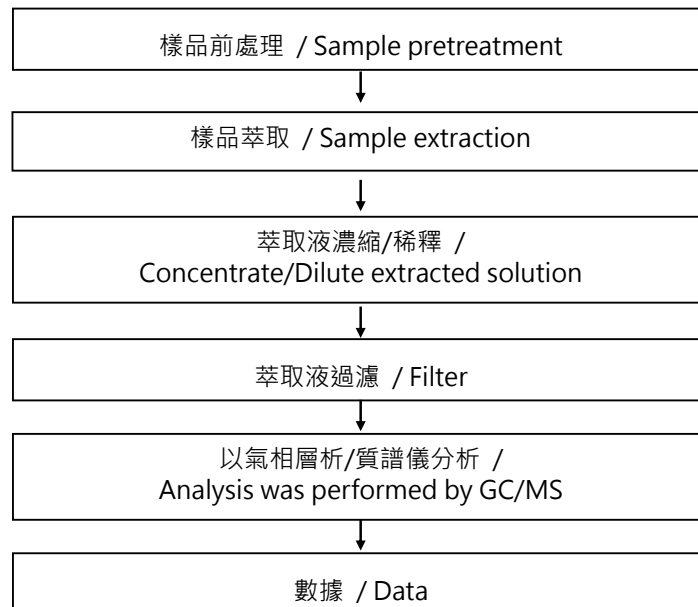 樣品前處理 / Sample pretreatment
樣品萃取 / Sample extraction
萃取液濃縮/稀釋 /
Concentrate/Dilute extracted solution
萃取液過濾 / Filter
以氣相層析/質譜儀分析 /
Analysis was performed by GC/MS
數據 / Data